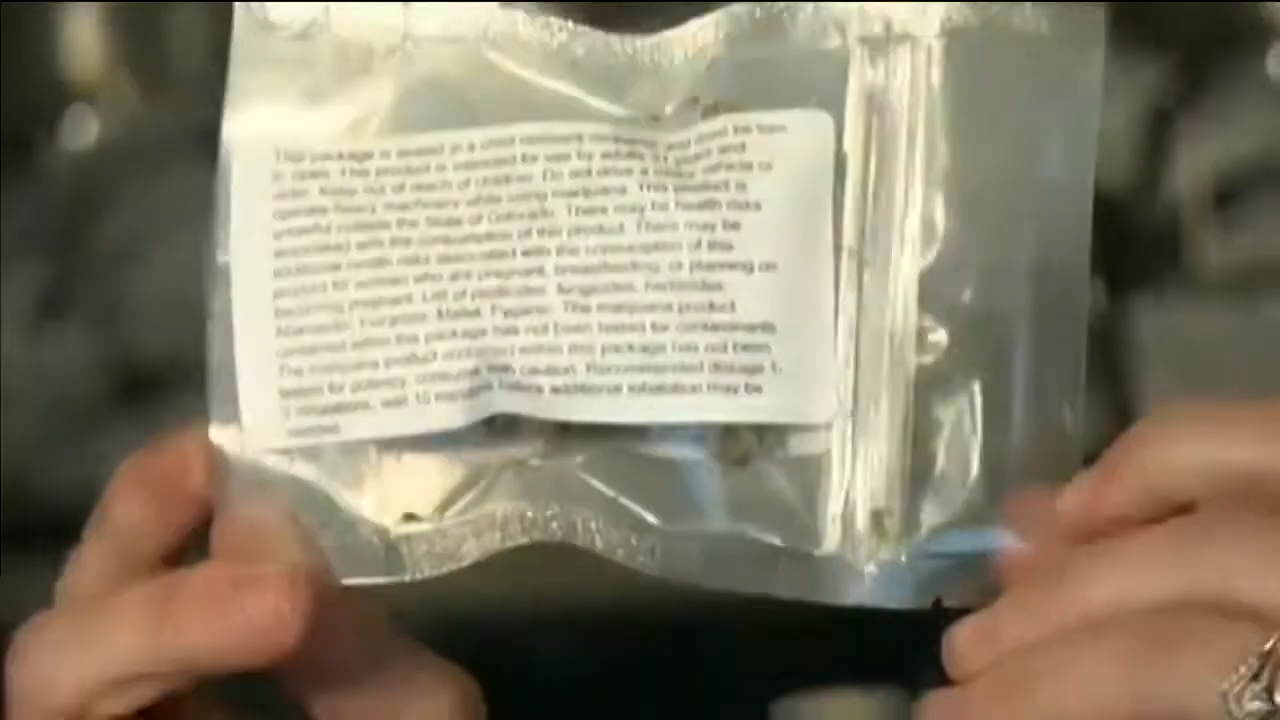 This package is sealed in a child resistant
to open. This product is intended for use by adults 21 years and
older. Keep out of reach of children. Do not drive a motor vehicle or
operate heavy machinery while using marijuana. This product is
unlawful outside the State of Colorado. There may be health risks
associated with the consumption of this product. There may be
additional health risks associated with the consumption of this
product for women who are pregnant, breastfeeding, or planning on
becoming pregnant. List of pesticides, fungicides, herbicides:
The marijuana product
contained within this package has not been tested for contaminants.
The marijuana product contained within this package has not been
tested for potency, consume with caution. Recommended dosage 1-
inhalations, wait 10 minutes before additional inhalation may be
needed.